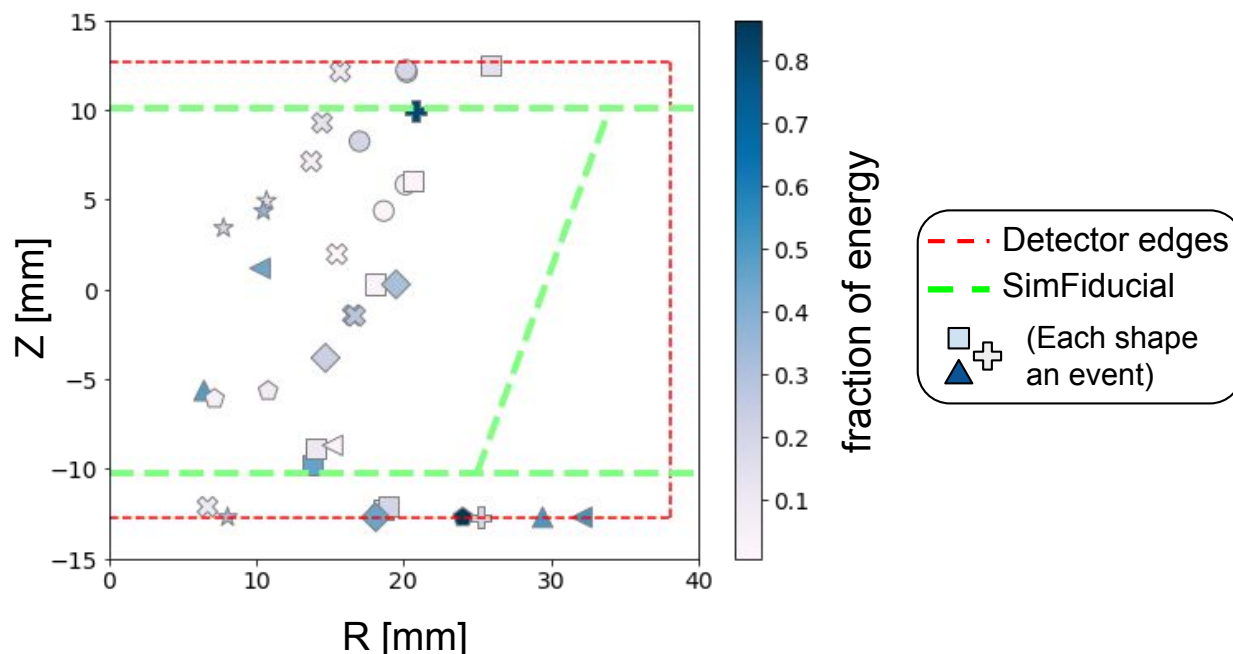 15
10
5
0
−5
−10
−15
0
10
20
30
40
Z [mm]
R [mm]
0.8
0.7
0.6
0.5
0.4
0.3
0.2
0.1
fraction of energy
Detector edges
SimFiducial
(Each shape
an event)